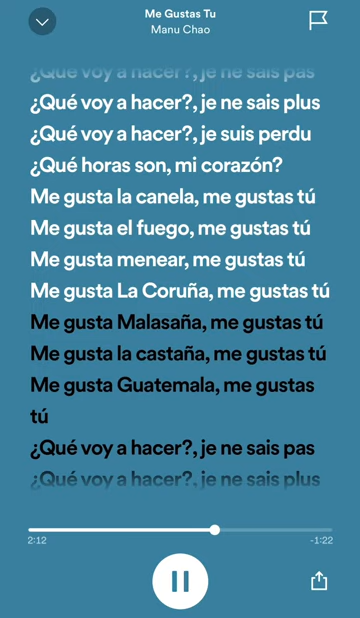 Me Gustas Tu
Manu Chao
¿Qué voy a hacer?, je ne sais pas
¿Qué voy a hacer?, je ne sais plus
¿Qué voy a hacer?, je suis perdu
¿Qué horas son, mi corazón?
Me gusta la canela, me gustas tú
Me gusta el fuego, me gustas tú
Me gusta menear, me gustas tú
Me gusta La Coruña, me gustas tú
Me gusta Malasaña, me gustas tú
Me gusta la castaña, me gustas tú
Me gusta Guatemala, me gustas
tú
¿Qué voy a hacer?, je ne sais pas
¿Qué voy a hacer?, je ne sais plus
2:12
-1:22